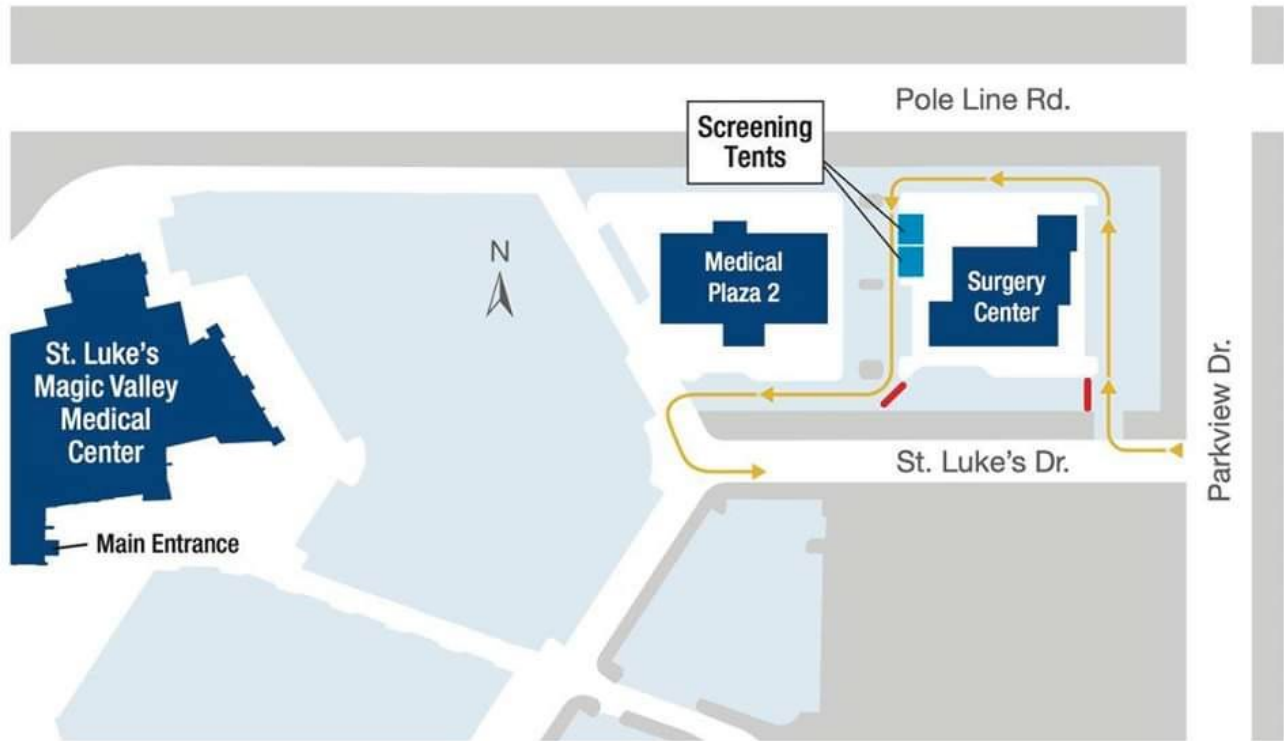 Pole Line Rd.
Screening
Tents
N
Medical
Plaza 2
Surgery
Center
St. Luke's
Magic Valley
Medical
Center
Parkview Dr.
St. Luke's Dr.
Main Entrance